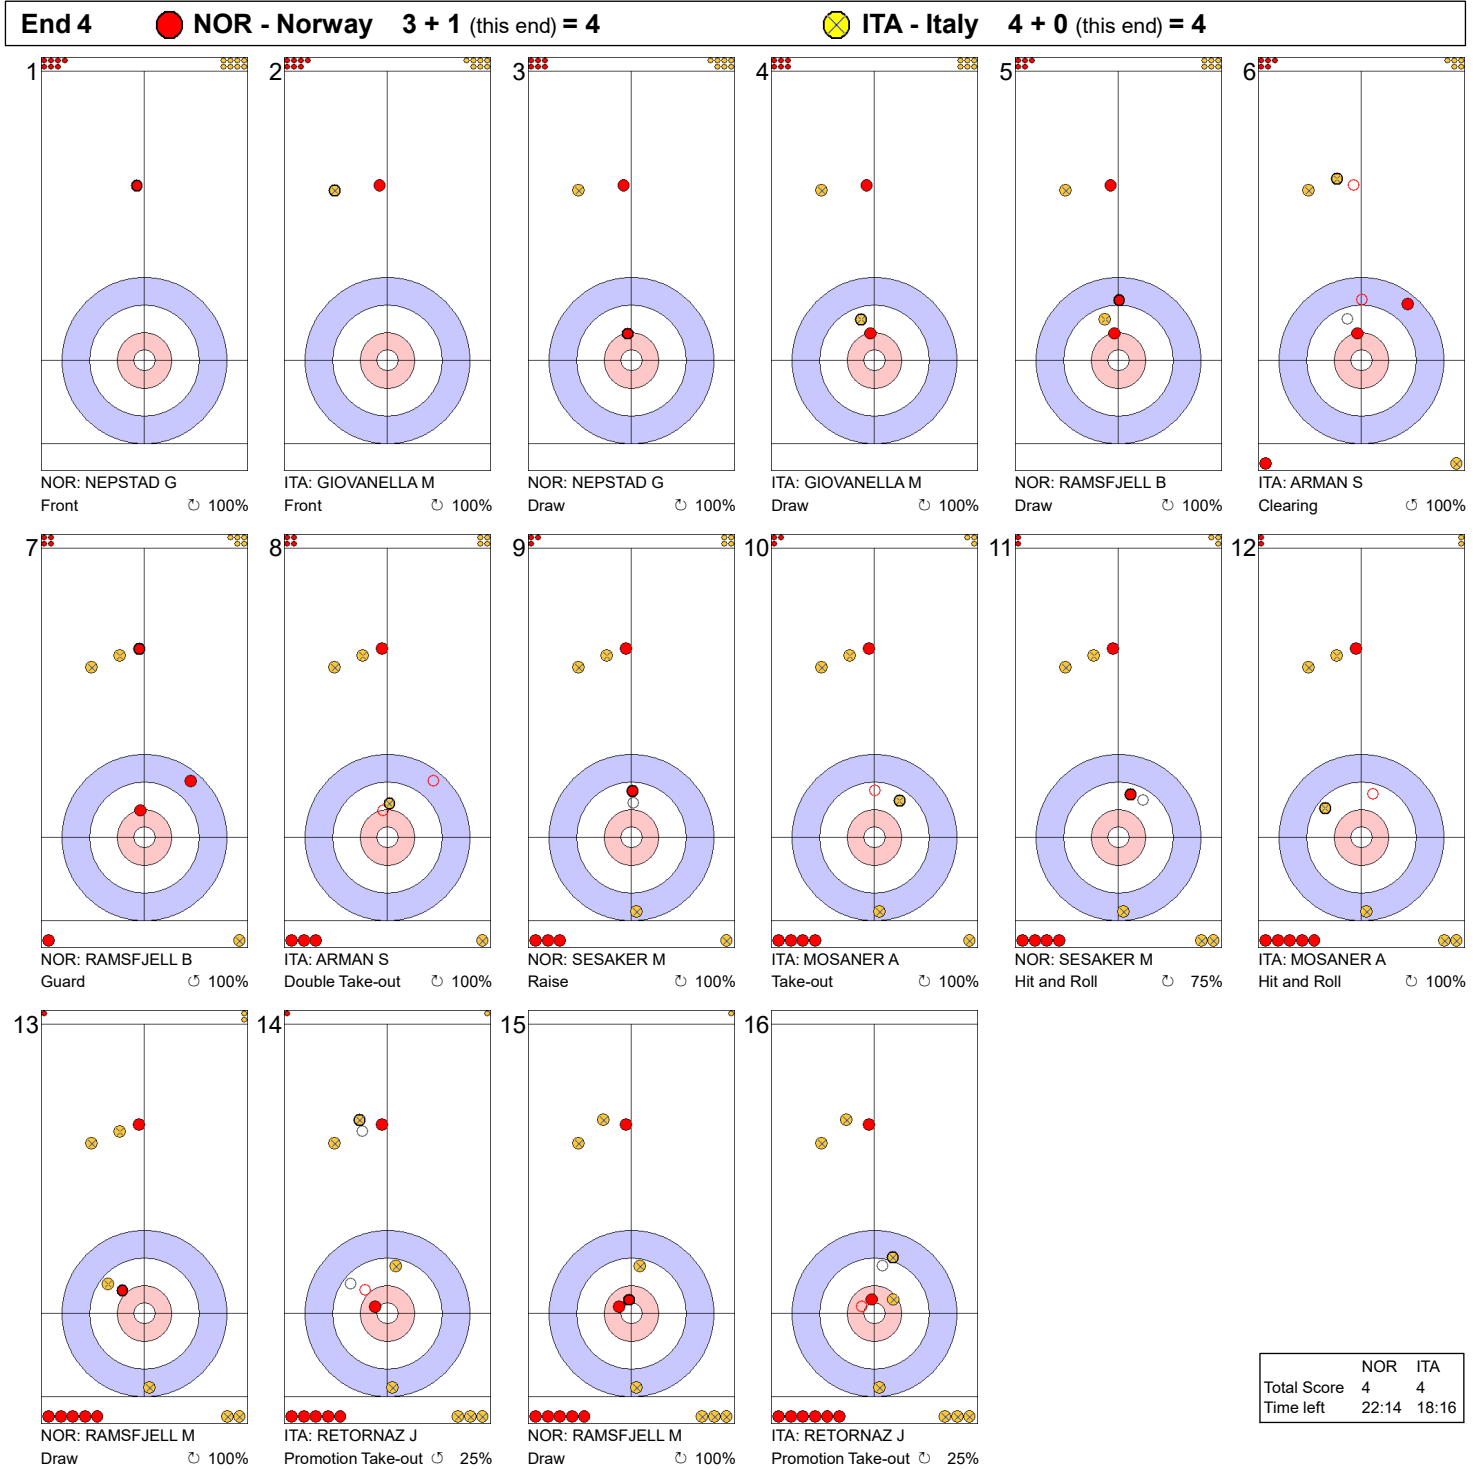 End 4 NOR - Norway 3 + 1 (this end) = 4 ITA - Italy 4 + 0 (this end) = 4
1 2 3 4 5 6
NOR: NEPSTAD G ITA: GIOVANELLA M NOR: NEPSTAD G ITA: GIOVANELLA M NOR: RAMSFJELL B ITA: ARMAN S
Front ↻ 100% Front ↻ 100% Draw ↻ 100% Draw ↻ 100% Draw ↻ 100% Clearing ↺ 100%
7 8 9 10 11 12
NOR: RAMSFJELL B ITA: ARMAN S NOR: SESAKER M ITA: MOSANER A NOR: SESAKER M ITA: MOSANER A
Guard ↺ 100% Double Take-out ↻ 100% Raise ↻ 100% Take-out ↻ 100% Hit and Roll ↻ 75% Hit and Roll ↻ 100%
13 14 15 16
NOR: RAMSFJELL M ITA: RETORNAZ J NOR: RAMSFJELL M ITA: RETORNAZ J
Draw ↻ 100% Promotion Take-out ↺ 25% Draw ↻ 100% Promotion Take-out ↻ 25%
NOR ITA
Total Score 4 4
Time left 22:14 18:16